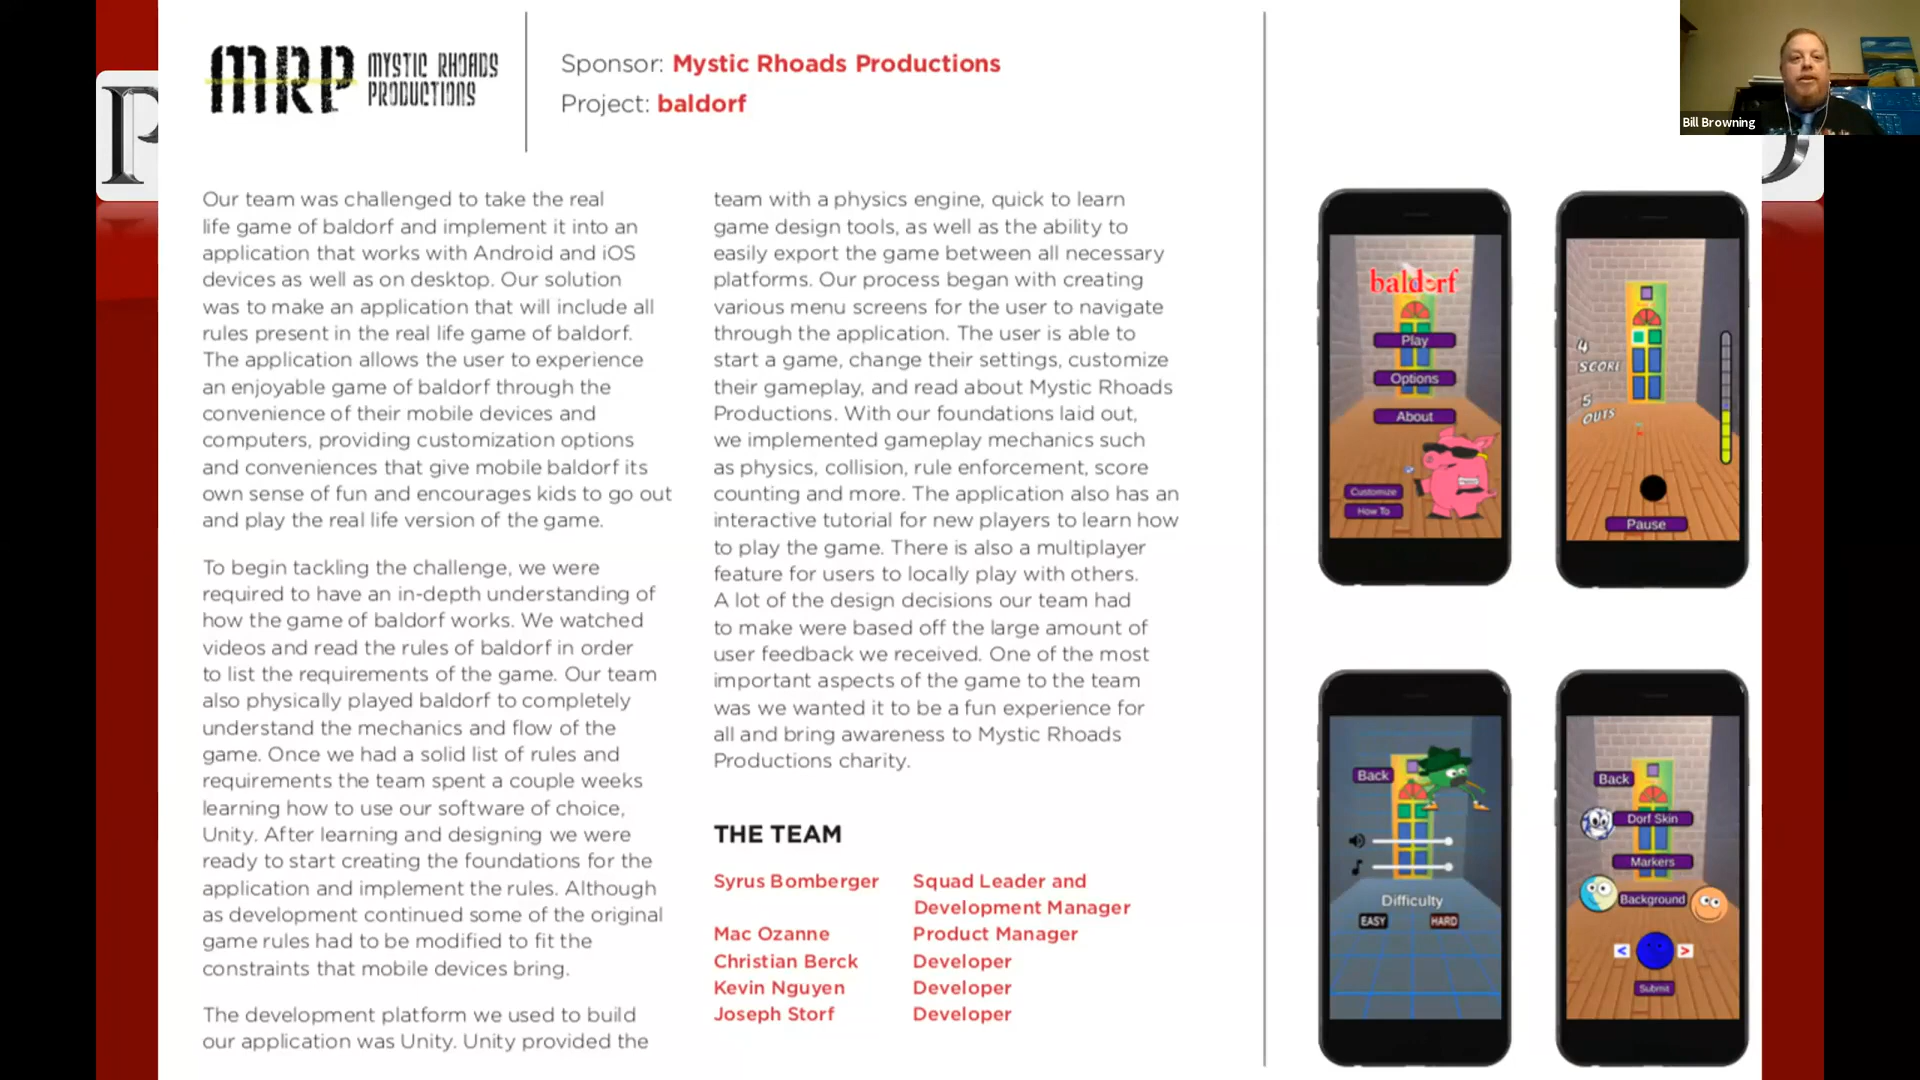 MRP MYSTIC RHOADS
PRODUCTIONS
Sponsor: Mystic Rhoads Productions
Project: baldorf
Bill Browning
P
Our team was challenged to take the real
life game of baldorf and implement it into an
application that works with Android and iOS
devices as well as on desktop. Our solution
was to make an application that will include all
rules present in the real life game of baldorf.
The application allows the user to experience
an enjoyable game of baldorf through the
convenience of their mobile devices and
computers, providing customization options
and conveniences that give mobile baldorf its
own sense of fun and encourages kids to go out
and play the real life version of the game.
To begin tackling the challenge, we were
required to have an in-depth understanding of
how the game of baldorf works. We watched
videos and read the rules of baldorf in order
to list the requirements of the game. Our team
also physically played baldorf to completely
understand the mechanics and flow of the
game. Once we had a solid list of rules and
requirements the team spent a couple weeks
learning how to use our software of choice,
Unity. After learning and designing we were
ready to start creating the foundations for the
application and implement the rules. Although
as development continued some of the original
game rules had to be modified to fit the
constraints that mobile devices bring.
The development platform we used to build
our application was Unity. Unity provided the
team with a physics engine, quick to learn
game design tools, as well as the ability to
easily export the game between all necessary
platforms. Our process began with creating
various menu screens for the user to navigate
through the application. The user is able to
start a game, change their settings, customize
their gameplay, and read about Mystic Rhoads
Productions. With our foundations laid out,
we implemented gameplay mechanics such
as physics, collision, rule enforcement, score
counting and more. The application also has an
interactive tutorial for new players to learn how
to play the game. There is also a multiplayer
feature for users to locally play with others.
A lot of the design decisions our team had
to make were based off the large amount of
user feedback we received. One of the most
important aspects of the game to the team
was we wanted it to be a fun experience for
all and bring awareness to Mystic Rhoads
Productions charity.
THE TEAM
Syrus Bomberger Squad Leader and
Development Manager
Mac Ozanne Product Manager
Christian Berck Developer
Kevin Nguyen Developer
Joseph Storf Developer
baldorf
Play
Options
About
Customize
How To
4
SCORE
5
OUTS
Pause
Back
Difficulty
EASY HARD
Back
Dorf Skin
Markers
Background
< >
Submit